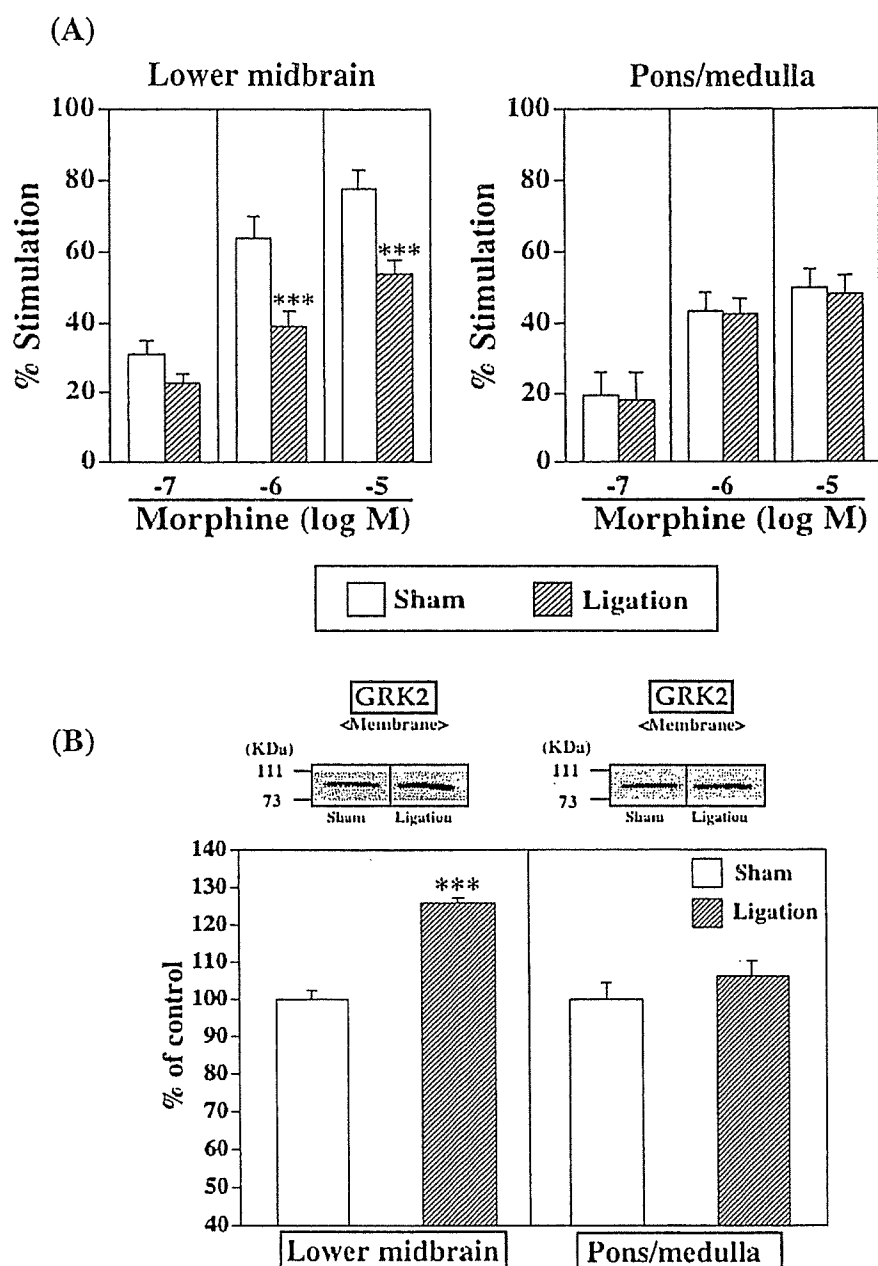 (A)
Lower midbrain
Pons/medulla
100
80
60
40
20
0
% Stimulation
***
***
-7
-6
-5
Morphine (log M)
100
80
60
40
20
0
% Stimulation
-7
-6
-5
Morphine (log M)
Sham
Ligation
(B)
GRK2
<Membrane>
(KDa)
111
73
Sham
Ligation
GRK2
<Membrane>
(KDa)
111
73
Sham
Ligation
140
130
120
110
100
90
80
70
60
50
40
% of control
***
Sham
Ligation
Lower midbrain
Pons/medulla